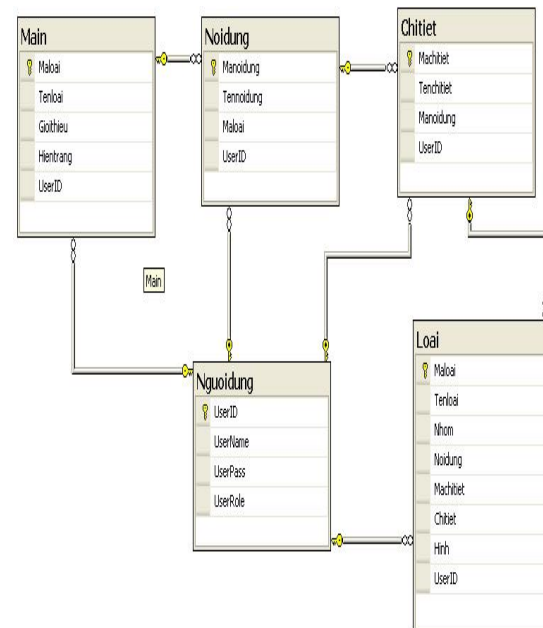 Main
Maloai
Tenloai
Gioithieu
Hientrang
UserID
Noidung
Manoidung
Tennoidung
Maloai
UserID
Chitiet
Machitiet
Tenchitiet
Manoidung
UserID
Main
Nguoidung
UserID
UserName
UserPass
UserRole
Loai
Maloai
Tenloai
Nhom
Noidung
Machitiet
Chitiet
Hinh
UserID